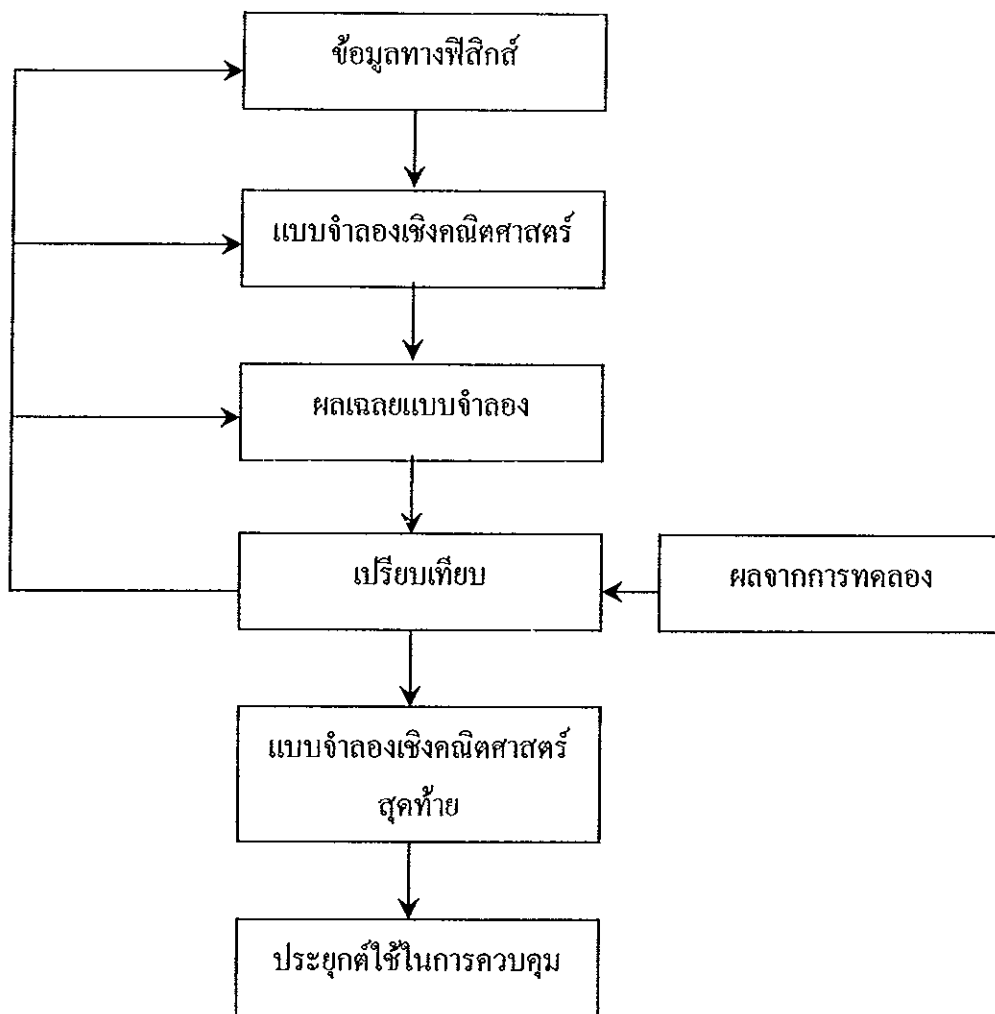 ข้อมูลทางฟิสิกส์
แบบจำลองเชิงคณิตศาสตร์
ผลเฉลยแบบจำลอง
เปรียบเทียบ
ผลจากการทดลอง
แบบจำลองเชิงคณิตศาสตร์
สุดท้าย
ประยุกต์ใช้ในการควบคุม